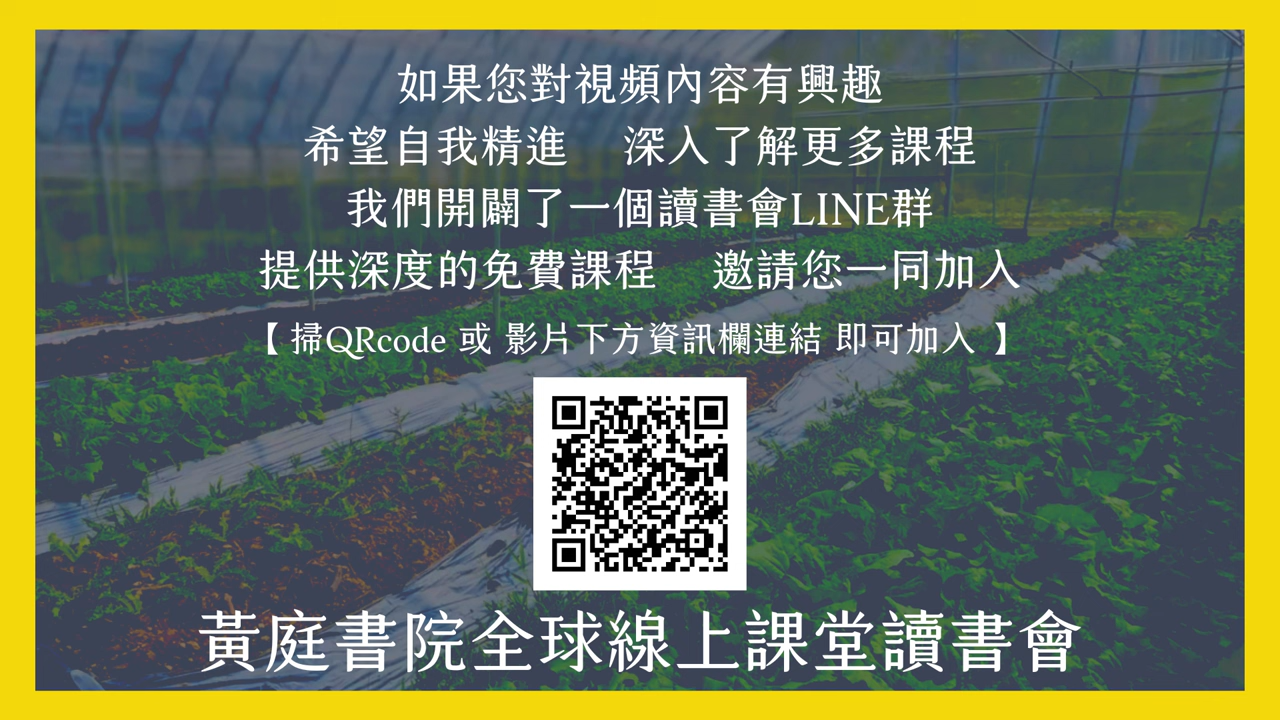 如果您對視頻內容有興趣
希望自我精進　深入了解更多課程
我們開闢了一個讀書會LINE群
提供深度的免費課程　邀請您一同加入
【 掃QRcode 或 影片下方資訊欄連結 即可加入 】
黃庭書院全球線上課堂讀書會